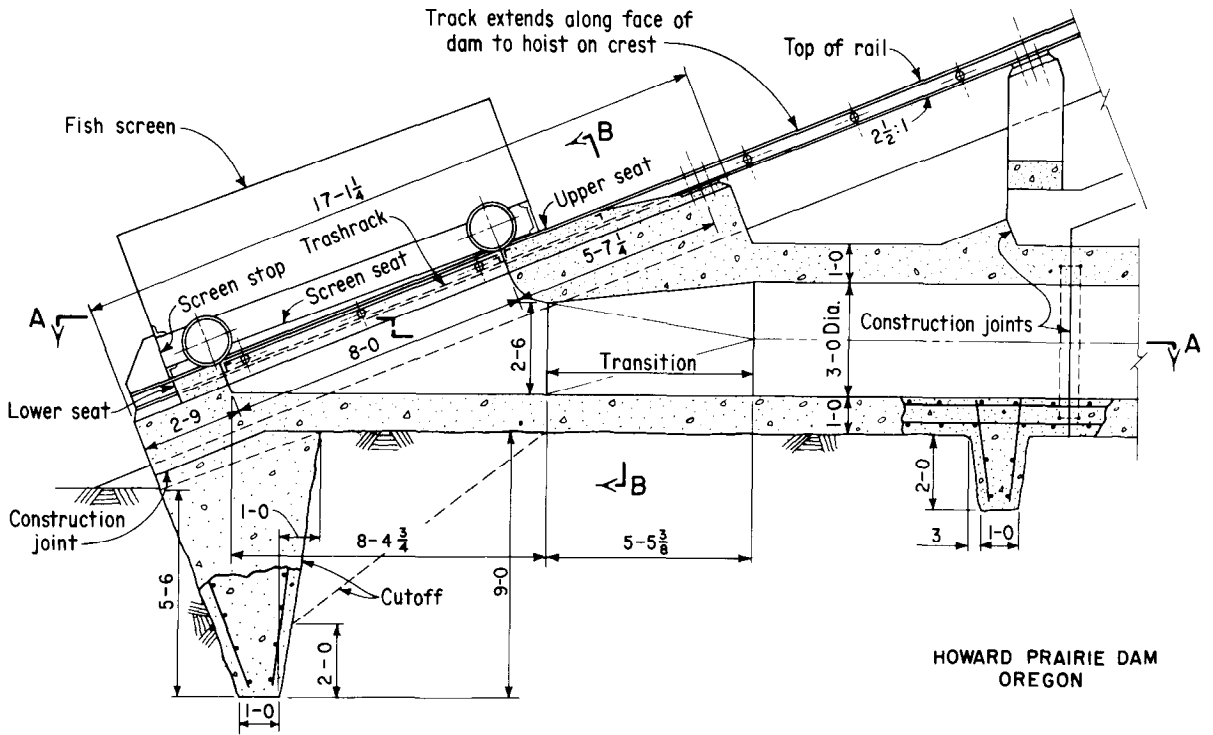 Track extends along face of
dam to hoist on crest
Top of rail
Fish screen
B
2½:1
17-1¼
Upper seat
Trashrack
5-7¼
Screen stop
Screen seat
1-0
A
8-0
3-0 Dia.
Construction joints
A
2-6
Transition
Lower seat
2-9
1-0
B
2-0
Construction
joint
1-0
8-4¾
5-5⅜
3
1-0
5-6
9-0
Cutoff
2-0
1-0
HOWARD PRAIRIE DAM
OREGON